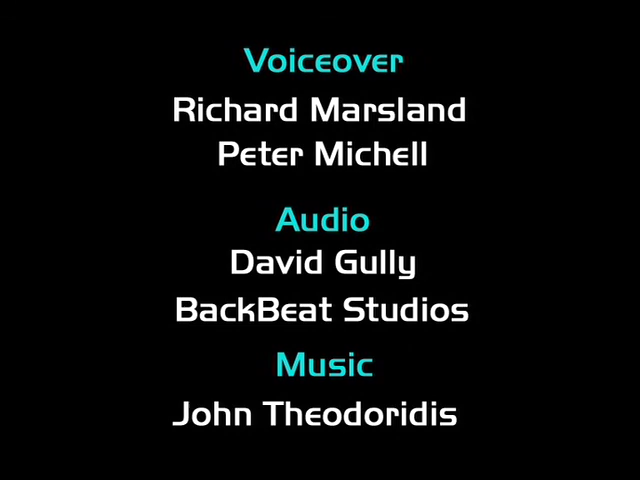 Voiceover
Richard Marsland
Peter Michell
Audio
David Gully
BackBeat Studios
Music
John Theodoridis